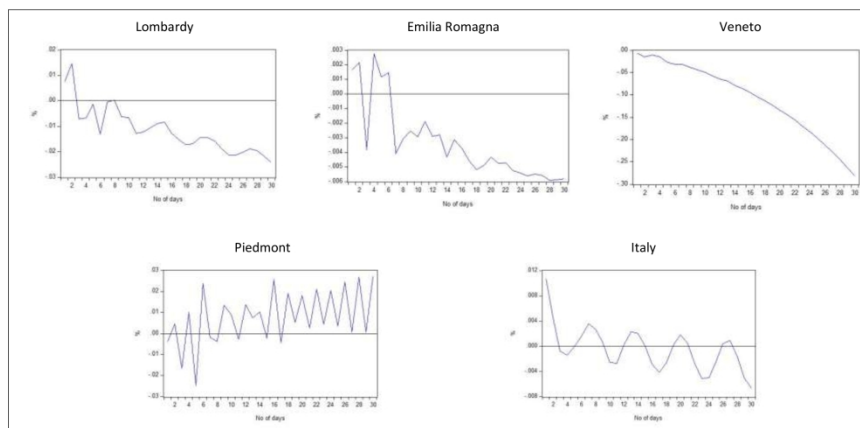 Lombardy
.02
.01
.00
-.01
-.02
-.03
%
2 4 6 8 10 12 14 16 18 20 22 24 26 28 30
No of days
Emilia Romagna
.003
.002
.001
.000
-.001
-.002
-.003
-.004
-.005
-.006
%
2 4 6 8 10 12 14 16 18 20 22 24 26 28 30
No of days
Veneto
.00
-.05
-.10
-.15
-.20
-.25
-.30
%
2 4 6 8 10 12 14 16 18 20 22 24 26 28 30
No of days
Piedmont
.03
.02
.01
.00
-.01
-.02
-.03
%
2 4 6 8 10 12 14 16 18 20 22 24 26 28 30
No of days
Italy
.012
.008
.004
.000
-.004
-.008
%
2 4 6 8 10 12 14 16 18 20 22 24 26 28 30
No of days